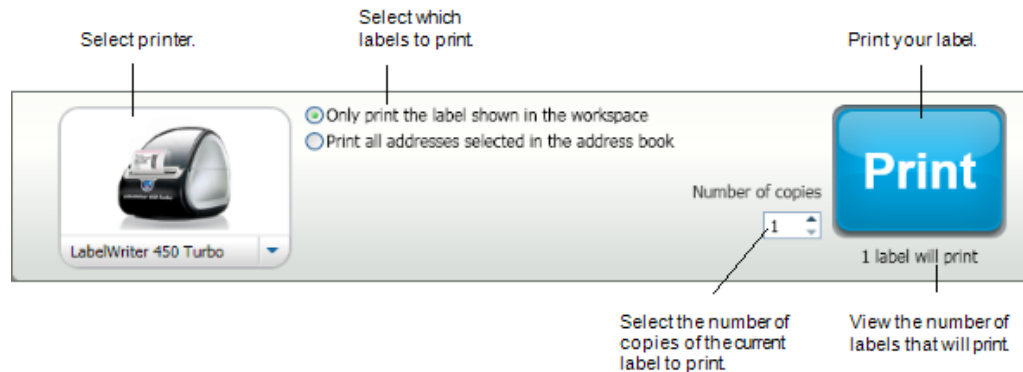 Select which
labels to print.
Select printer.
Print your label.
Only print the label shown in the workspace
Print all addresses selected in the address book
Print
Number of copies
1
LabelWriter 450 Turbo
1 label will print
Select the number of
copies of the current
label to print.
View the number of
labels that will print.